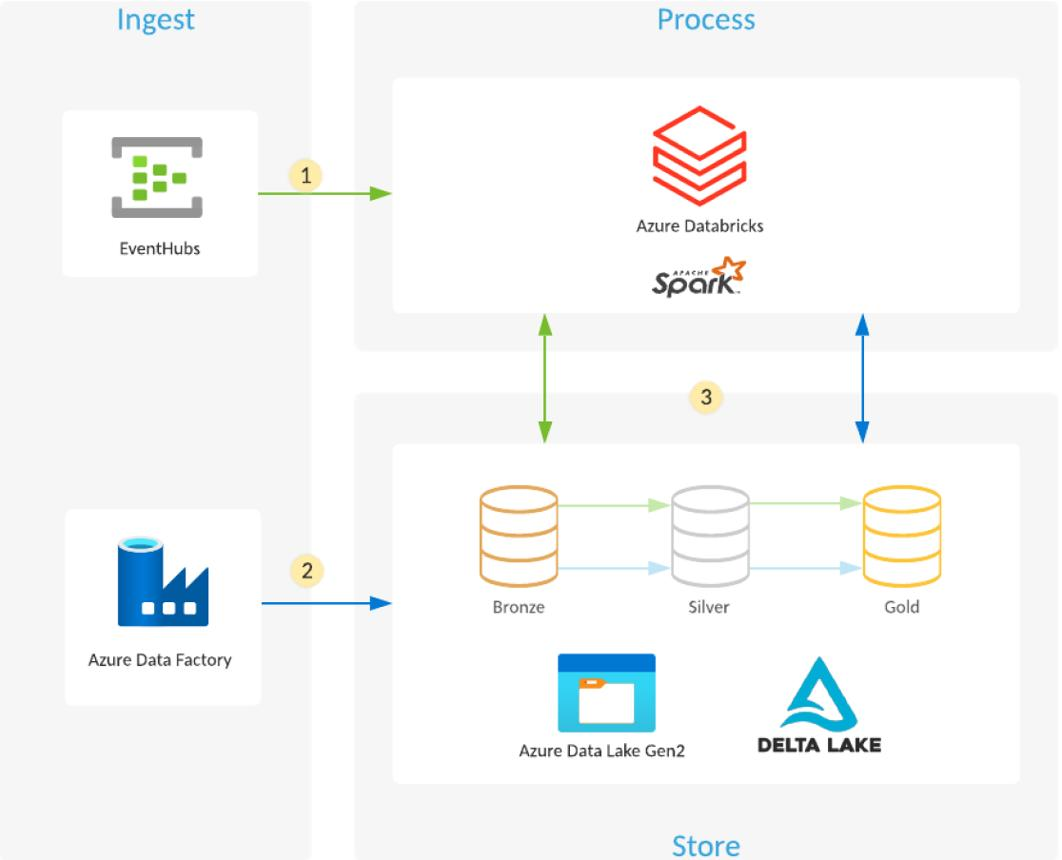 Ingest
Process
EventHubs
1
Azure Databricks
APACHE
Spark™
3
2
Azure Data Factory
Bronze
Silver
Gold
Azure Data Lake Gen2
DELTA LAKE
Store